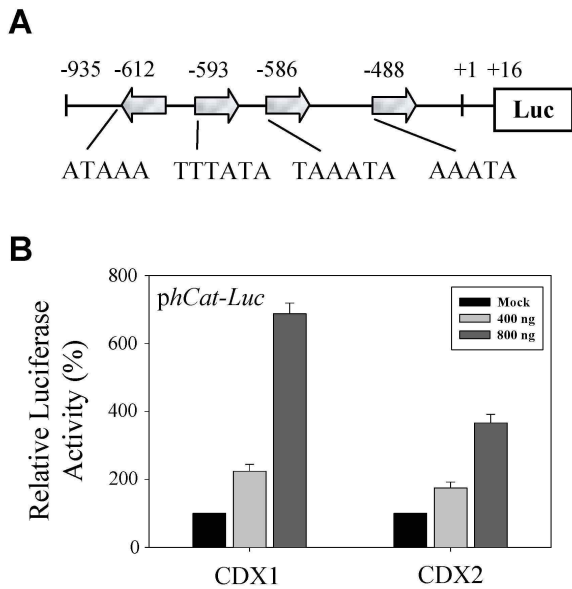 A
-935 -612 -593 -586 -488 +1 +16
Luc
ATAAA TTTATA TAAATA AAATA
B
phCat-Luc
Mock
400 ng
800 ng
Relative Luciferase
Activity (%)
800
600
400
200
0
CDX1 CDX2